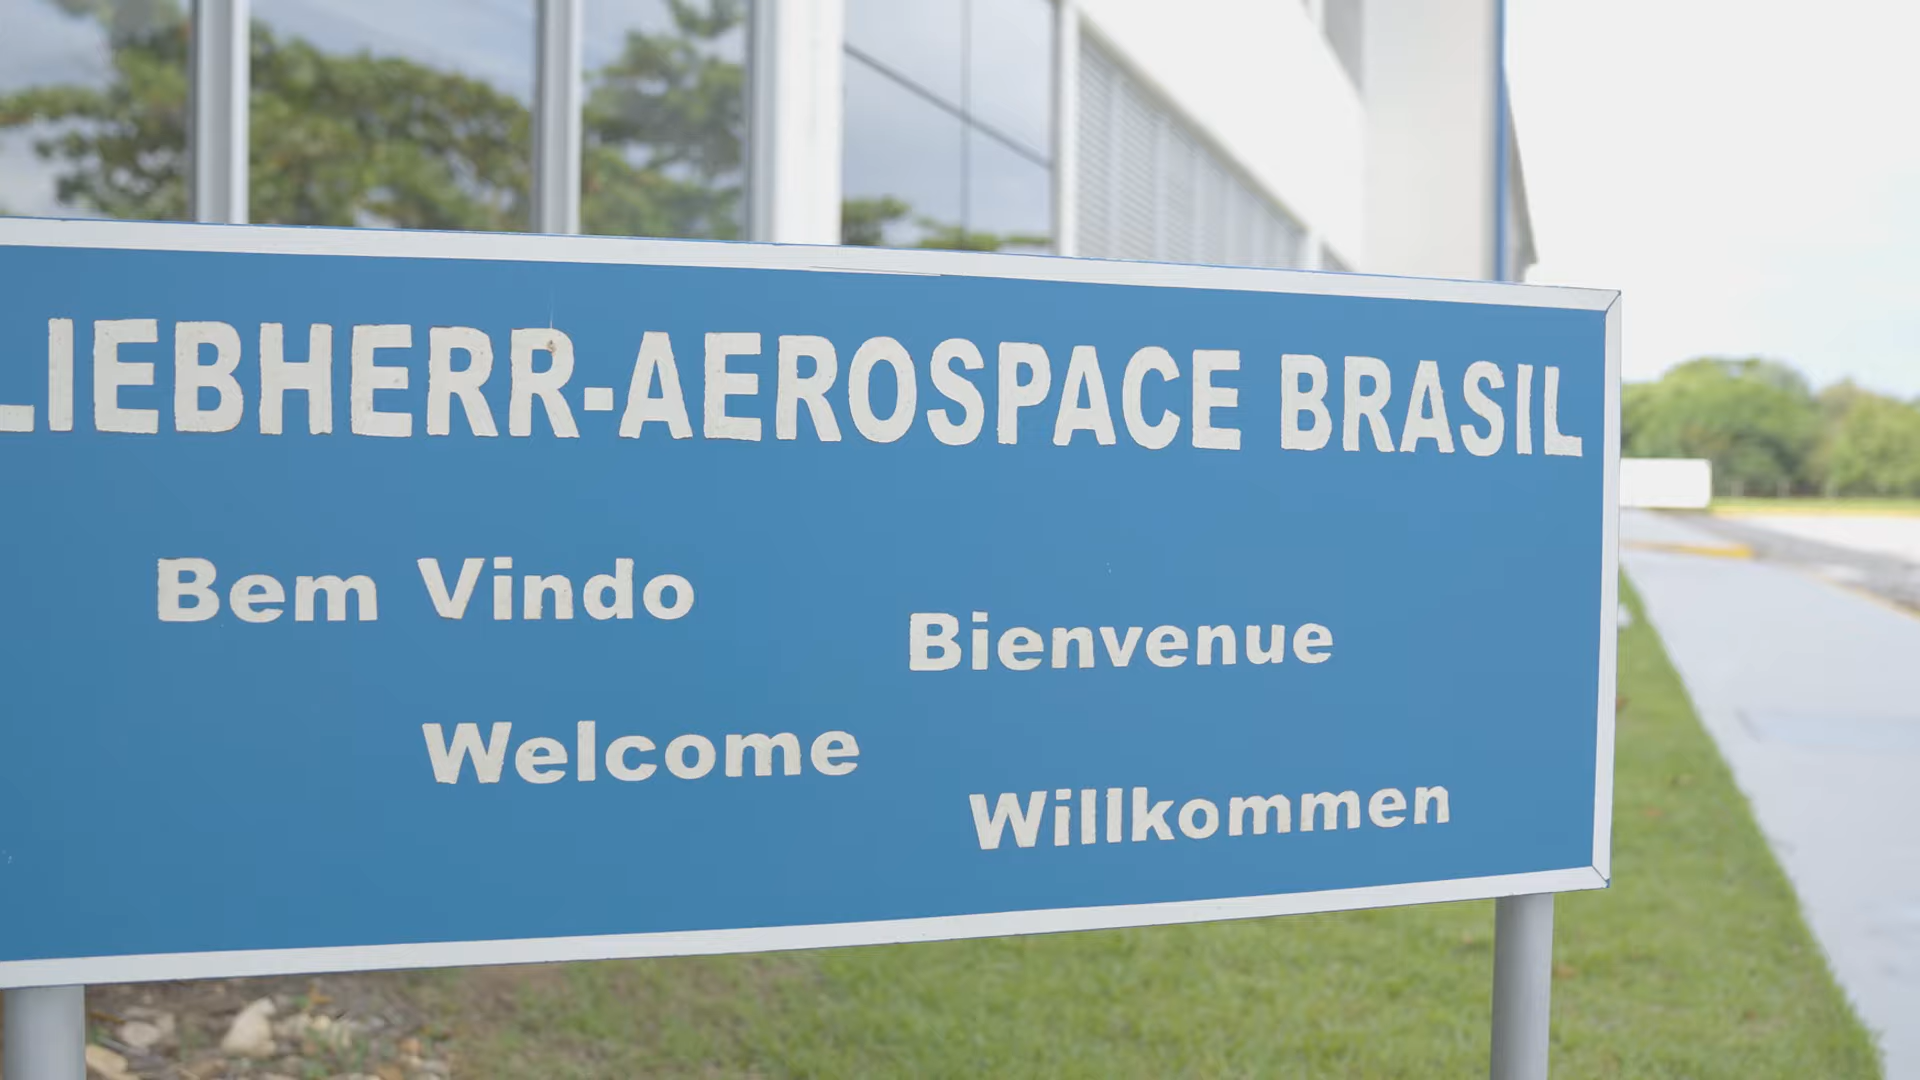 LIEBHERR-AEROSPACE BRASIL
Bem Vindo
Bienvenue
Welcome
Willkommen